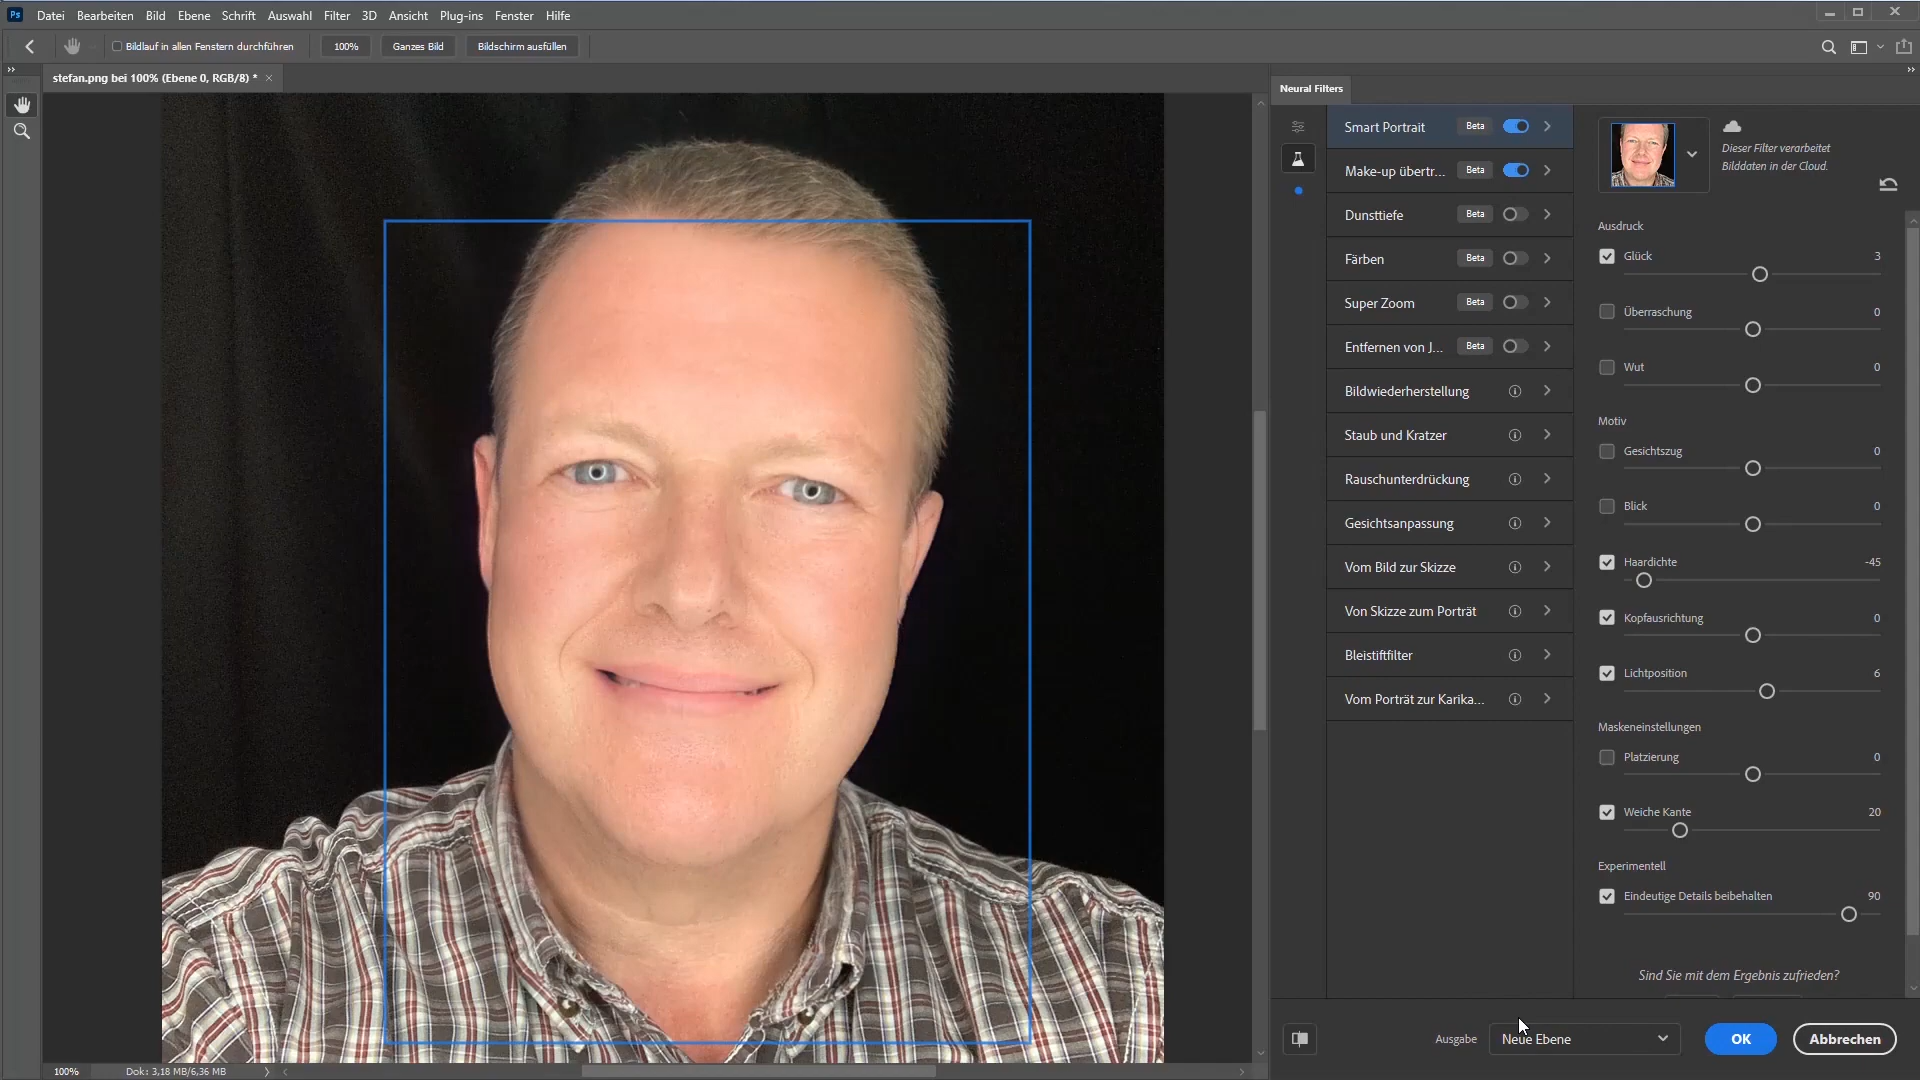 Ps Datei Bearbeiten Bild Ebene Schrift Auswahl Filter 3D Ansicht Plug-ins Fenster Hilfe
Bildlauf in allen Fenstern durchführen 100% Ganzes Bild Bildschirm ausfüllen
stefan.png bei 100% (Ebene 0, RGB/8) *
Neural Filters
Smart Portrait Beta
Make-up übertr... Beta
Dunsttiefe Beta
Färben Beta
Super Zoom Beta
Entfernen von J... Beta
Bildwiederherstellung
Staub und Kratzer
Rauschunterdrückung
Gesichtsanpassung
Vom Bild zur Skizze
Von Skizze zum Porträt
Bleistiftfilter
Vom Porträt zur Karika...
Dieser Filter verarbeitet
Bilddaten in der Cloud.
Ausdruck
Glück 3
Überraschung 0
Wut 0
Motiv
Gesichtszug 0
Blick 0
Haardichte -45
Kopfausrichtung 0
Lichtposition 6
Maskeneinstellungen
Platzierung 0
Weiche Kante 20
Experimentell
Eindeutige Details beibehalten 90
Sind Sie mit dem Ergebnis zufrieden?
Ausgabe Neue Ebene OK Abbrechen
100% Dok: 3,18 MB/6,36 MB